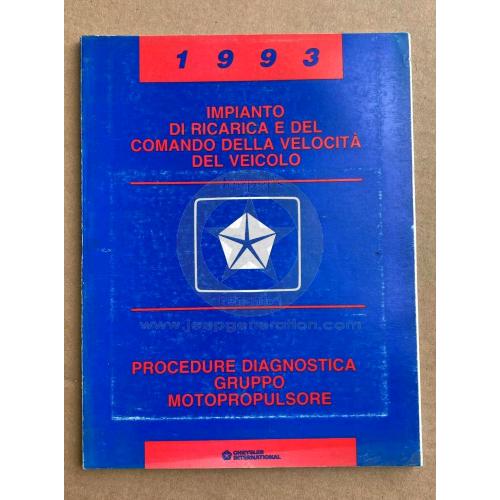 1993
IMPIANTO
DI RICARICA E DEL
COMANDO DELLA VELOCITÀ
DEL VEICOLO
www.jeepgeneration.com
PROCEDURE DIAGNOSTICA
GRUPPO
MOTOPROPULSORE
CHRYSLER
INTERNATIONAL